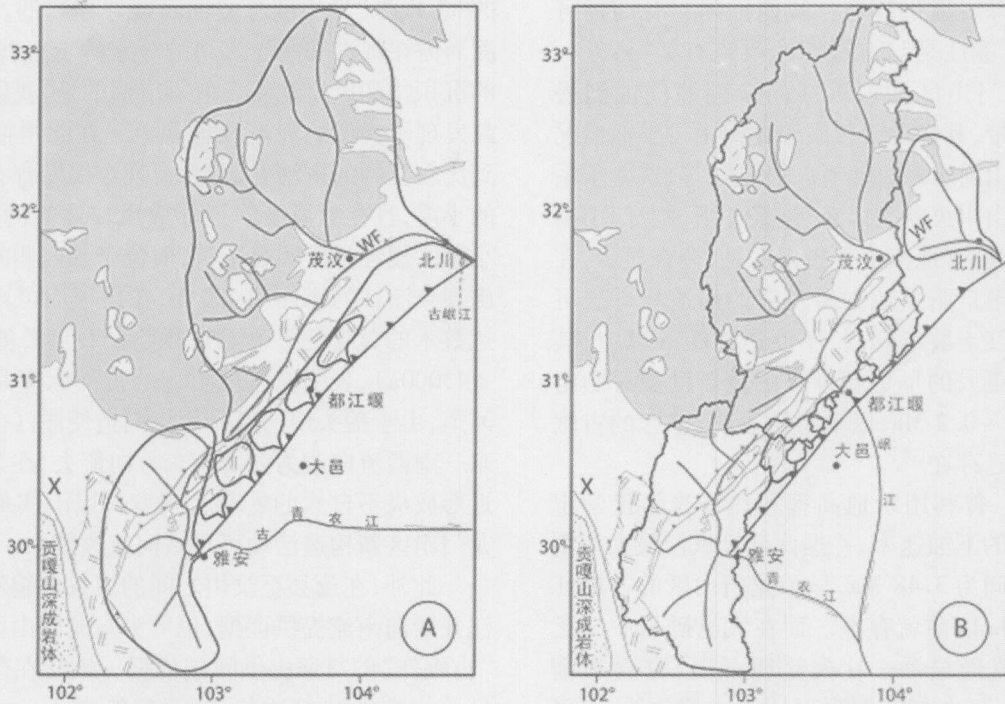 33°
32°
31°
30°
102°
103°
104°
WF
茂汶
北川
古岷江
都江堰
大邑
古青衣江
雅安
X
贡嘎山深成岩体
A
33°
32°
31°
30°
102°
103°
104°
WF
茂汶
北川
都江堰
大邑
岷江
雅安
青衣江
X
贡嘎山深成岩体
B